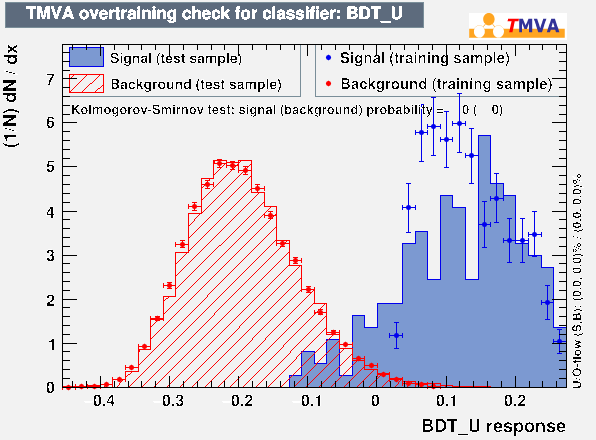 TMVA overtraining check for classifier: BDT_U
TMVA
Signal (test sample)
Signal (training sample)
Background (test sample)
Background (training sample)
Kolmogorov-Smirnov test: signal (background) probability = 0 ( 0)
(1/N) dN / dx
7
6
5
4
3
2
1
0
0.4 0.3 0.2 0.1 0 0.1 0.2
BDT_U response
U/O-flow (S,B): (0.0, 0.0)% / (0.0, 0.0)%